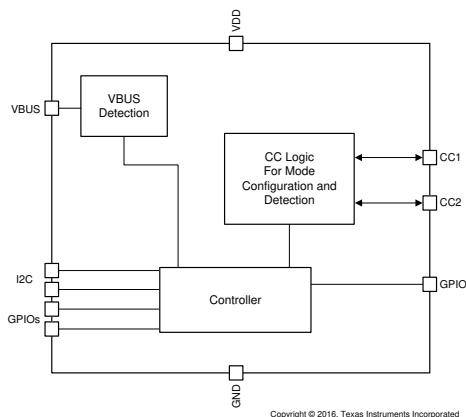 VDD
VBUS
VBUS
Detection
CC Logic
For Mode
Configuration and
Detection
CC1
CC2
I2C
GPIOs
Controller
GPIO
GND
Copyright © 2016, Texas Instruments Incorporated